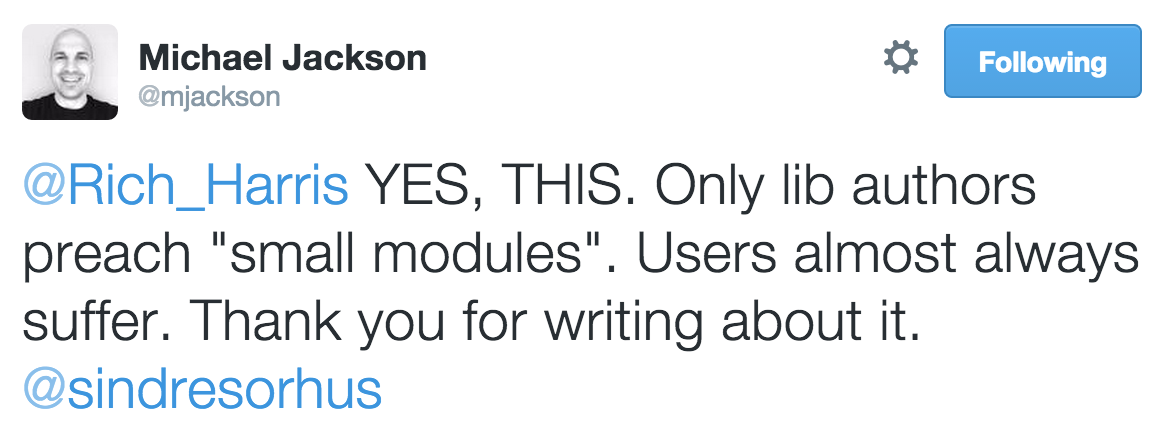 Michael Jackson
@mjackson
Following
@Rich_Harris YES, THIS. Only lib authors
preach "small modules". Users almost always
suffer. Thank you for writing about it.
@sindresorhus